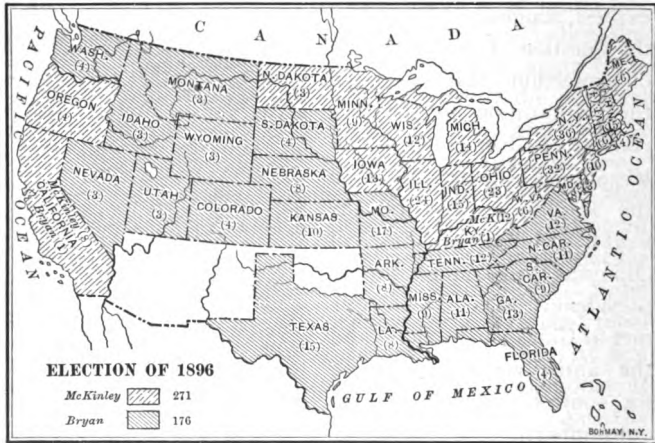 C A N A D A
PACIFIC OCEAN
ATLANTIC OCEAN
GULF OF MEXICO
WASH.
(4)
OREGON
(4)
McKinley (8)
CALIFORNIA
Bryan (1)
NEVADA
(3)
IDAHO
(3)
MONTANA
(3)
WYOMING
(3)
UTAH
(3)
COLORADO
(4)
N. DAKOTA
(3)
S. DAKOTA
(4)
NEBRASKA
(8)
KANSAS
(10)
TEXAS
(15)
MINN.
(9)
IOWA
(13)
MO.
(17)
ARK.
(8)
LA.
(8)
WIS.
(12)
ILL.
(24)
MICH.
(14)
IND.
(15)
OHIO
(23)
McK (12)
KY.
Bryan (1)
TENN. (12)
MISS.
(9)
ALA.
(11)
GA.
(13)
FLORIDA
(4)
S.
CAR.
(9)
N. CAR.
(11)
VA.
(12)
W. VA.
(6)
PENN.
(32)
N.Y.
(36)
ME.
(6)
MD.
ELECTION OF 1896
McKinley 271
Bryan 176
BORMAY, N.Y.